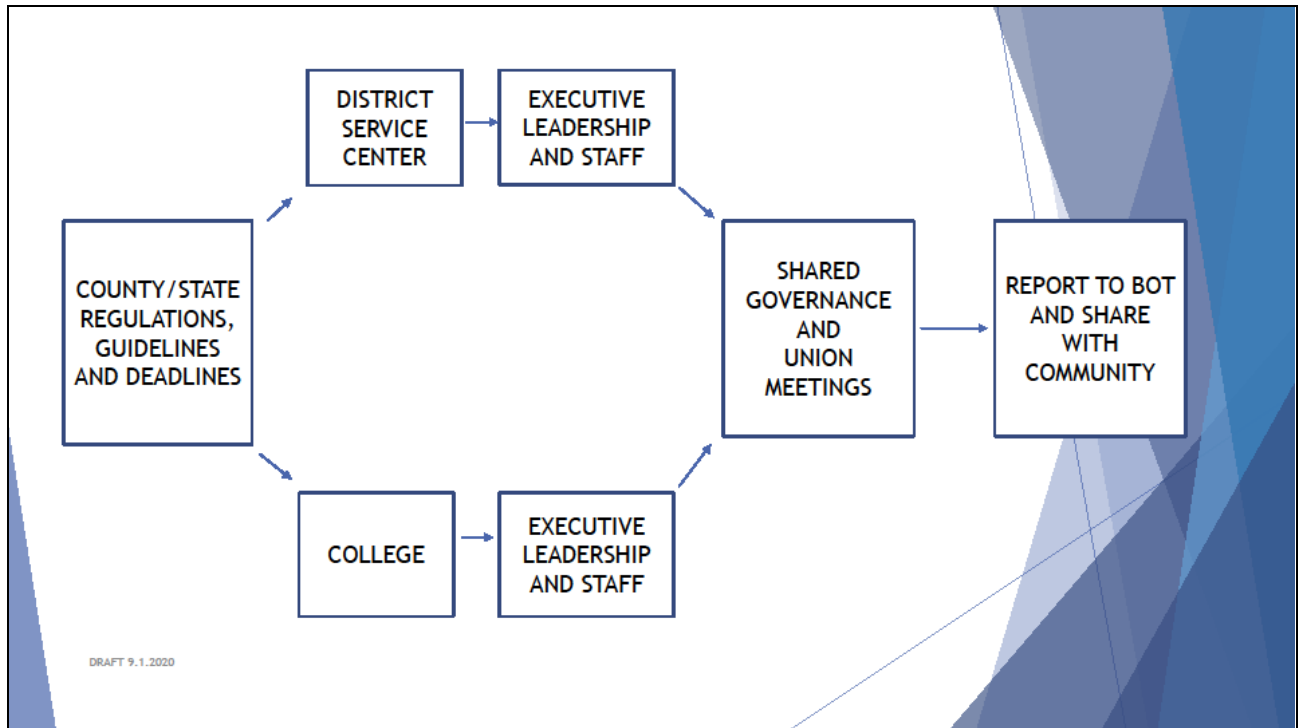 DISTRICT
SERVICE
CENTER
EXECUTIVE
LEADERSHIP
AND STAFF
COUNTY/STATE
REGULATIONS,
GUIDELINES
AND DEADLINES
SHARED
GOVERNANCE
AND
UNION
MEETINGS
REPORT TO BOT
AND SHARE
WITH
COMMUNITY
COLLEGE
EXECUTIVE
LEADERSHIP
AND STAFF
DRAFT 9.1.2020